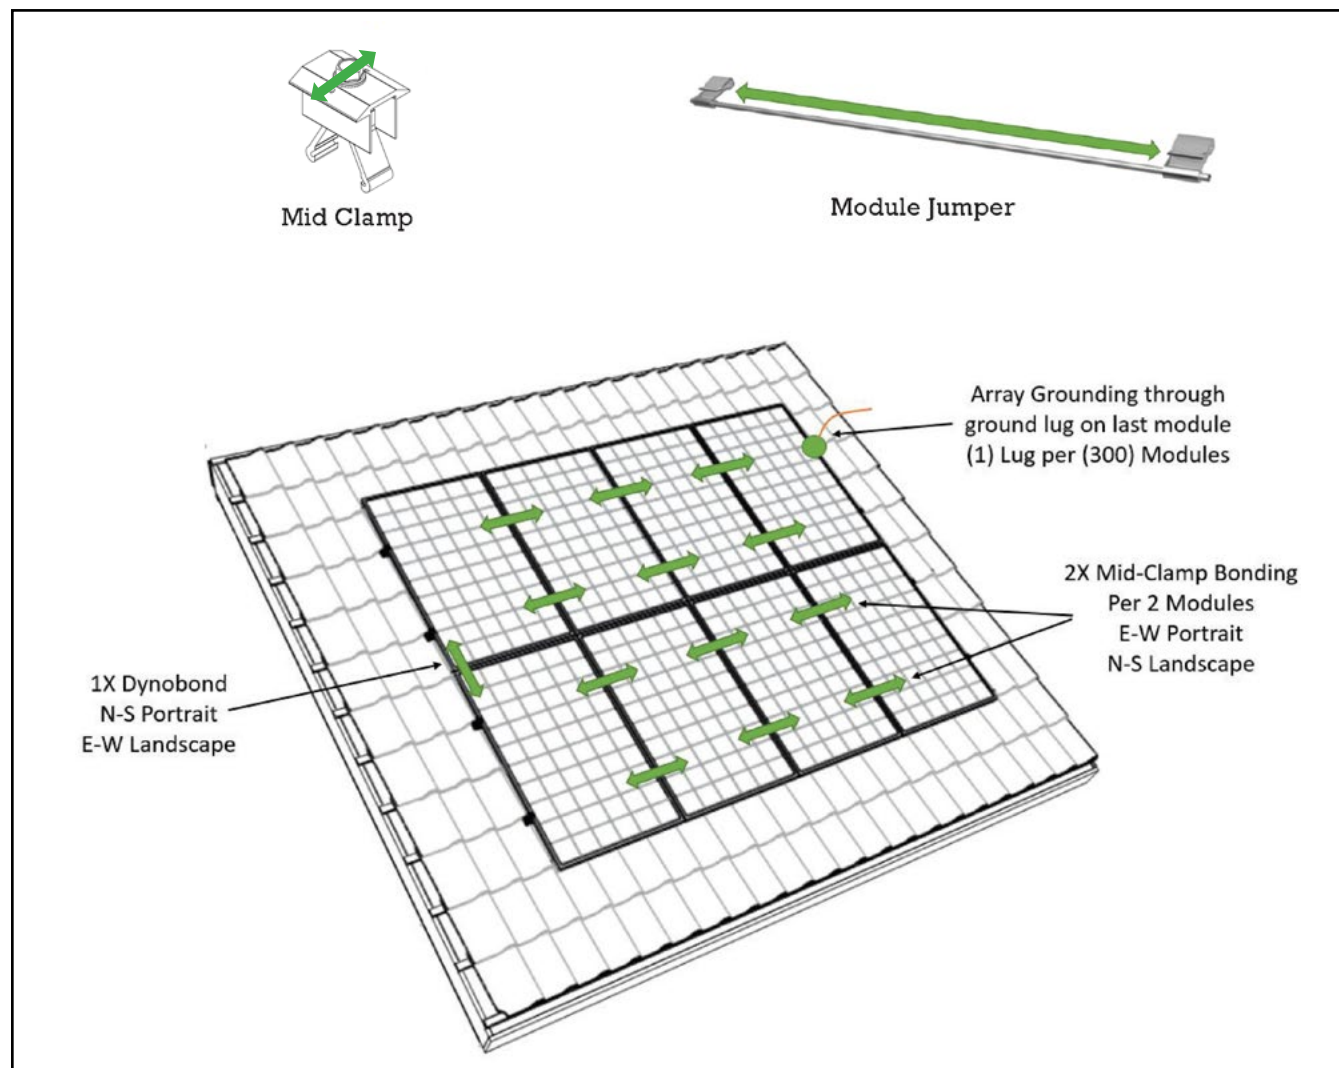 Mid Clamp
Module Jumper
Array Grounding through
ground lug on last module
(1) Lug per (300) Modules
2X Mid-Clamp Bonding
Per 2 Modules
E-W Portrait
N-S Landscape
1X Dynobond
N-S Portrait
E-W Landscape